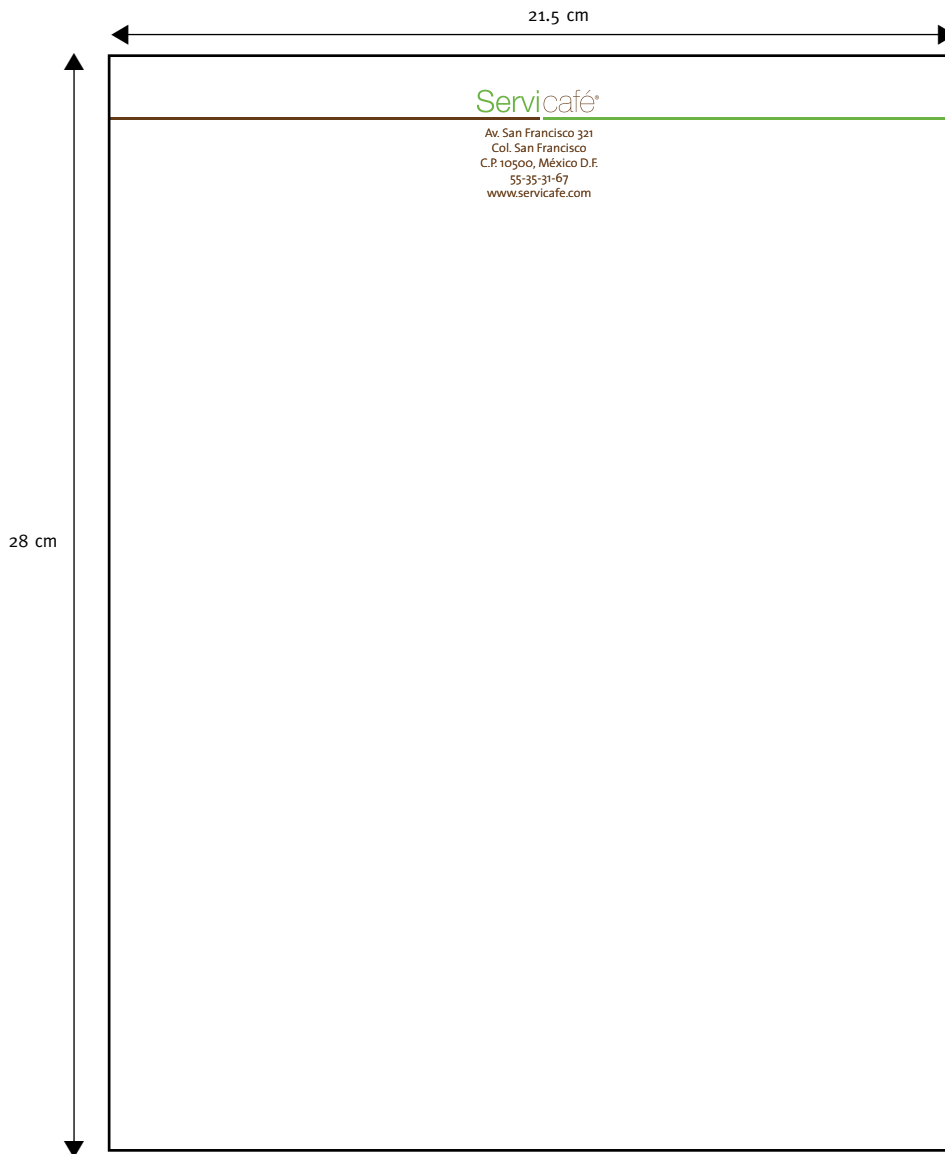 21.5 cm
Servicafé®
Av. San Francisco 321
Col. San Francisco
C.P. 10500, México D.F.
55-35-31-67
www.servicafe.com
28 cm